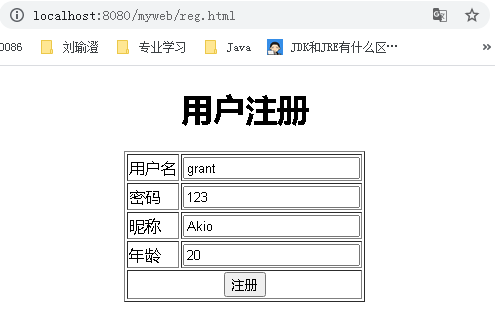 localhost:8080/myweb/reg.html
0086 刘瑜澄 专业学习 Java JDK和JRE有什么区… »
用户注册
用户名 grant
密码 123
昵称 Akio
年龄 20
注册